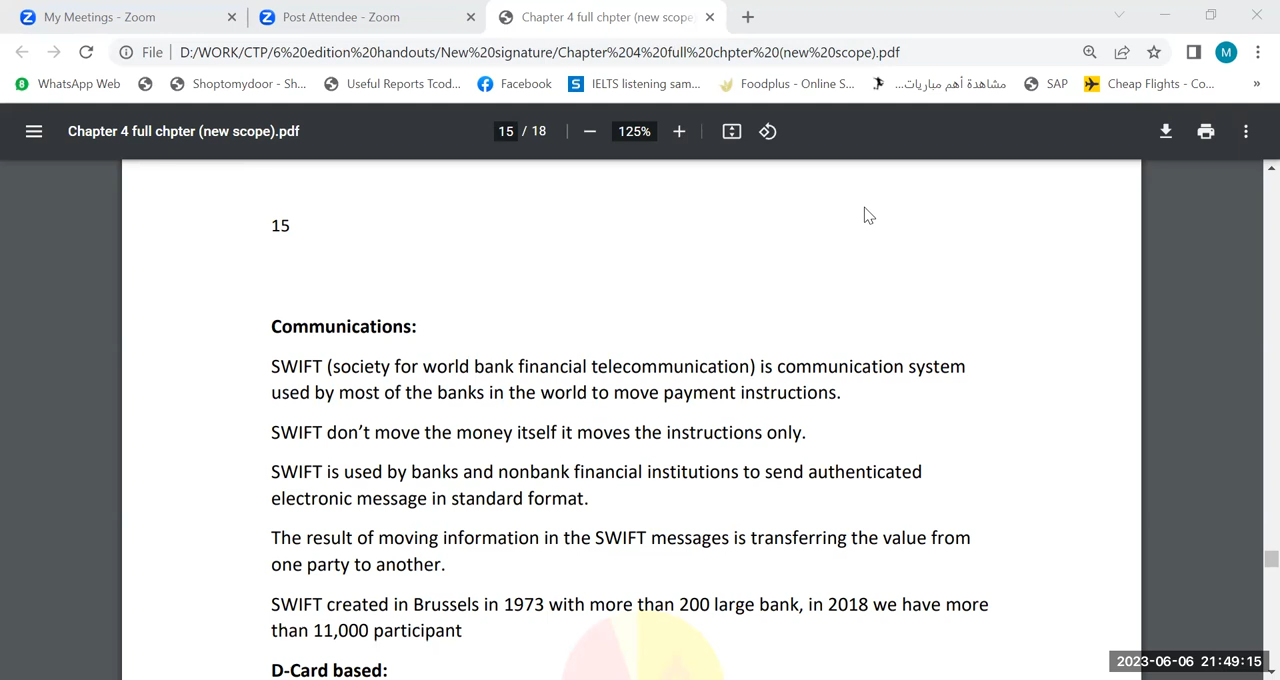 My Meetings - Zoom
Post Attendee - Zoom
Chapter 4 full chpter (new scope
File
D:/WORK/CTP/6%20edition%20handouts/New%20signature/Chapter%204%20full%20chpter%20(new%20scope).pdf
M
WhatsApp Web
Shoptomydoor - Sh...
Useful Reports Tcod...
Facebook
S IELTS listening sam...
Foodplus - Online S...
مشاهدة أهم مباريات...
SAP
Cheap Flights - Co...
»
Chapter 4 full chpter (new scope).pdf
15 / 18
125%
15
Communications:
SWIFT (society for world bank financial telecommunication) is communication system
used by most of the banks in the world to move payment instructions.
SWIFT don’t move the money itself it moves the instructions only.
SWIFT is used by banks and nonbank financial institutions to send authenticated
electronic message in standard format.
The result of moving information in the SWIFT messages is transferring the value from
one party to another.
SWIFT created in Brussels in 1973 with more than 200 large bank, in 2018 we have more
than 11,000 participant
D-Card based:
2023-06-06 21:49:15